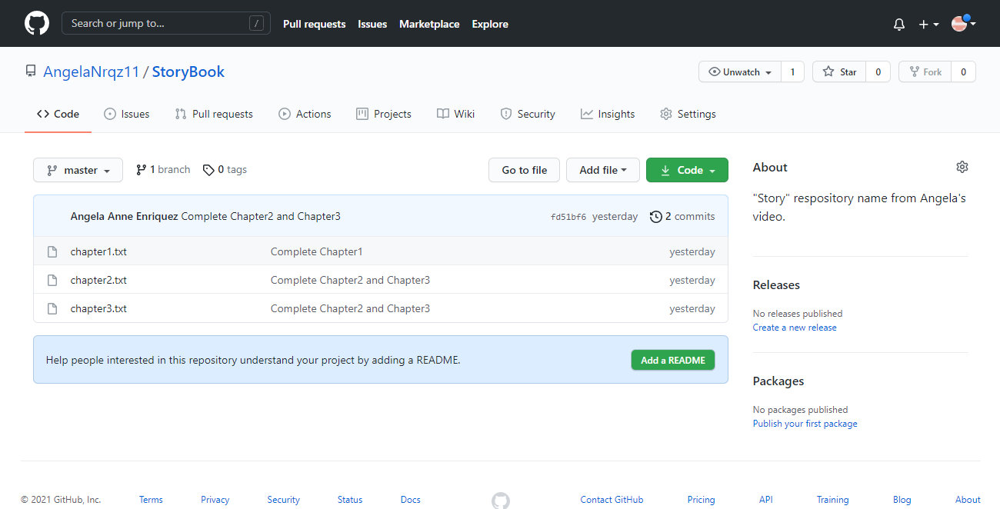 Search or jump to... / Pull requests Issues Marketplace Explore
AngelaNrqz11 / StoryBook Unwatch 1 Star 0 Fork 0
Code Issues Pull requests Actions Projects Wiki Security Insights Settings
master 1 branch 0 tags Go to file Add file Code
Angela Anne Enriquez Complete Chapter2 and Chapter3 fd51bf6 yesterday 2 commits
chapter1.txt Complete Chapter1 yesterday
chapter2.txt Complete Chapter2 and Chapter3 yesterday
chapter3.txt Complete Chapter2 and Chapter3 yesterday
Help people interested in this repository understand your project by adding a README. Add a README
About
"Story" respository name from Angela's
video.
Releases
No releases published
Create a new release
Packages
No packages published
Publish your first package
© 2021 GitHub, Inc. Terms Privacy Security Status Docs Contact GitHub Pricing API Training Blog About